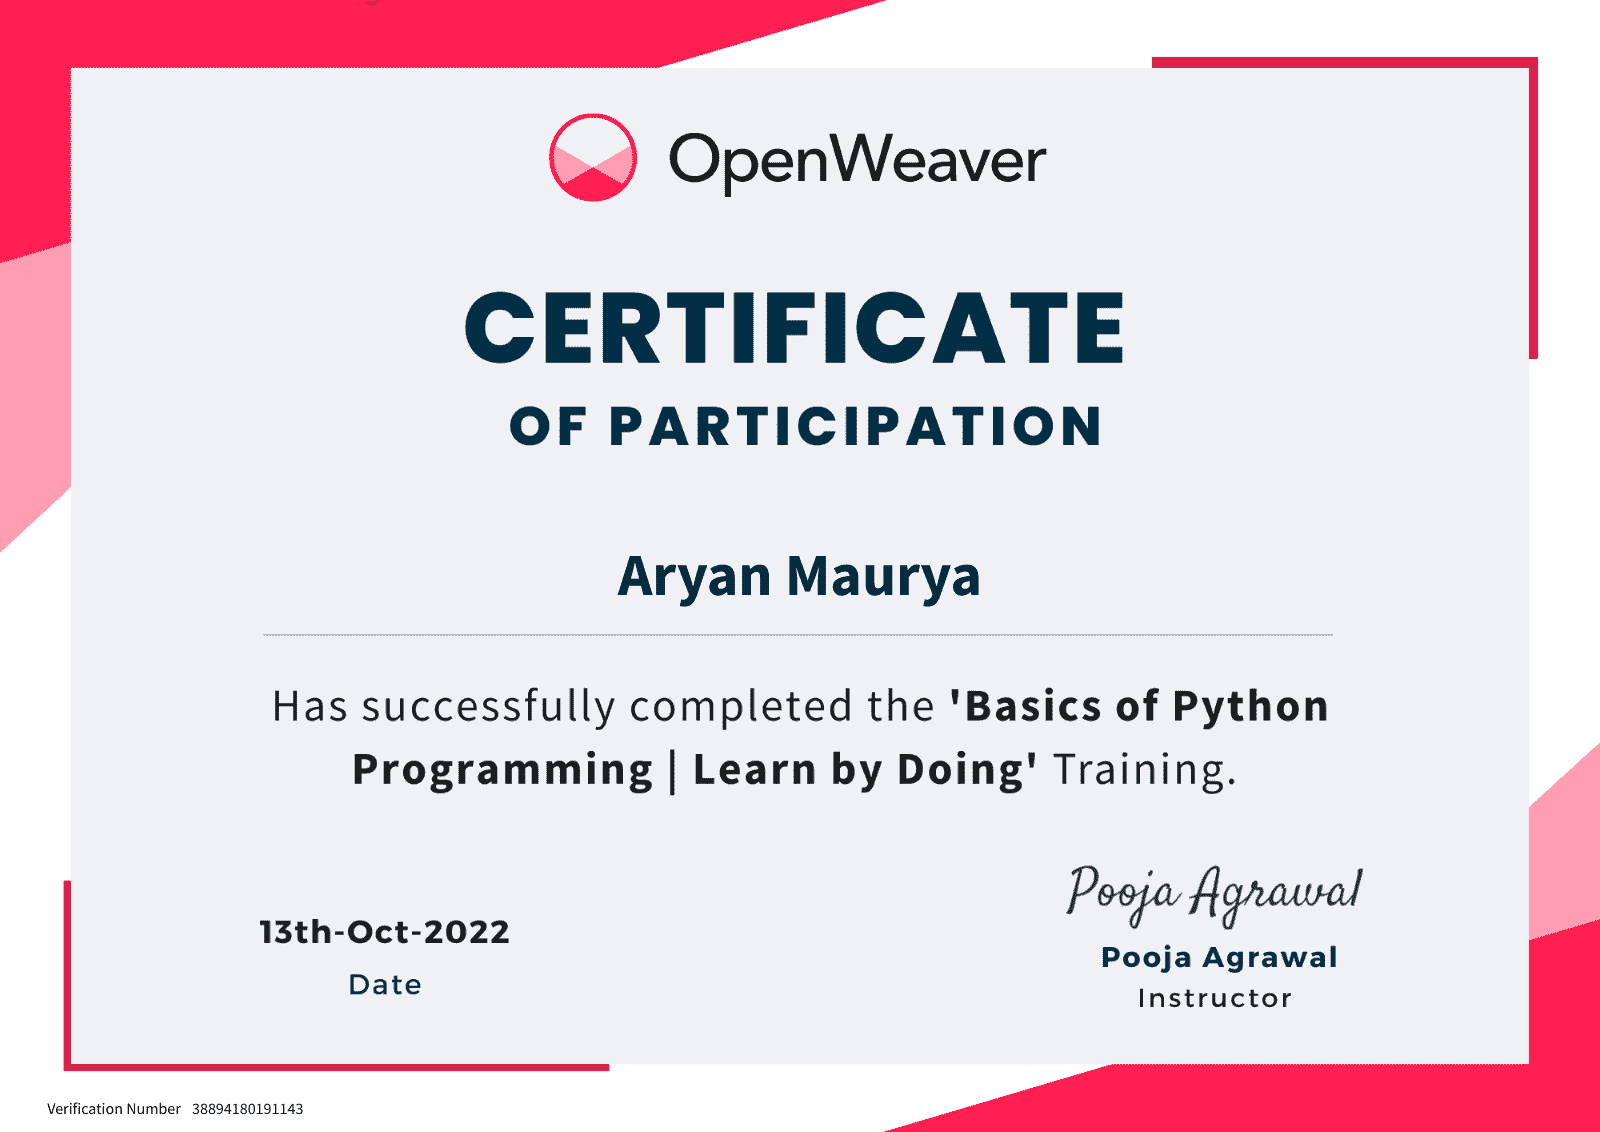 OpenWeaver
CERTIFICATE
OF PARTICIPATION
Aryan Maurya
Has successfully completed the 'Basics of Python
Programming | Learn by Doing' Training.
13th-Oct-2022
Date
Pooja Agrawal
Pooja Agrawal
Instructor
Verification Number 38894180191143